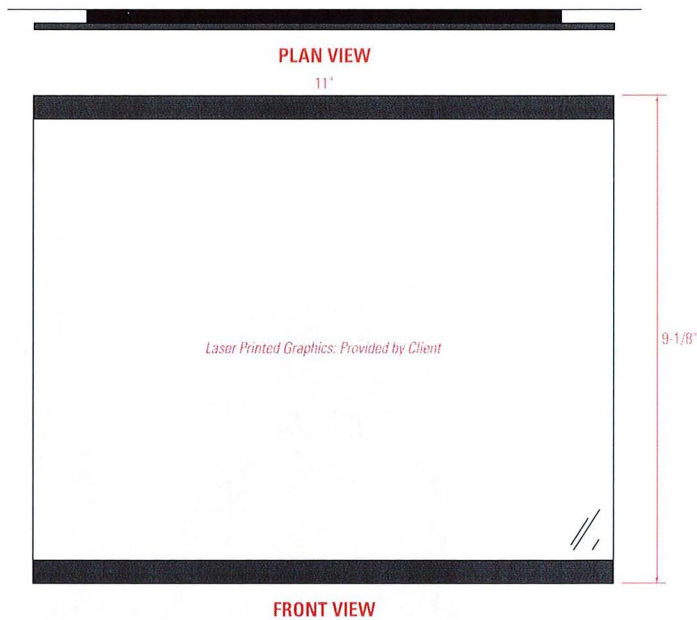 PLAN VIEW
11"
Laser Printed Graphics: Provided by Client
9-1/8"
FRONT VIEW